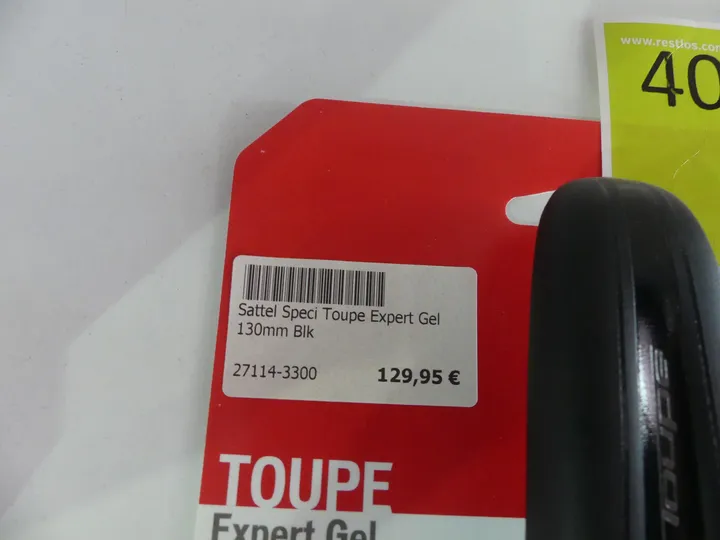 www.restlos.com
40
Sattel Speci Toupe Expert Gel
130mm Blk
27114-3300 129,95 €
TOUPE
Expert Gel